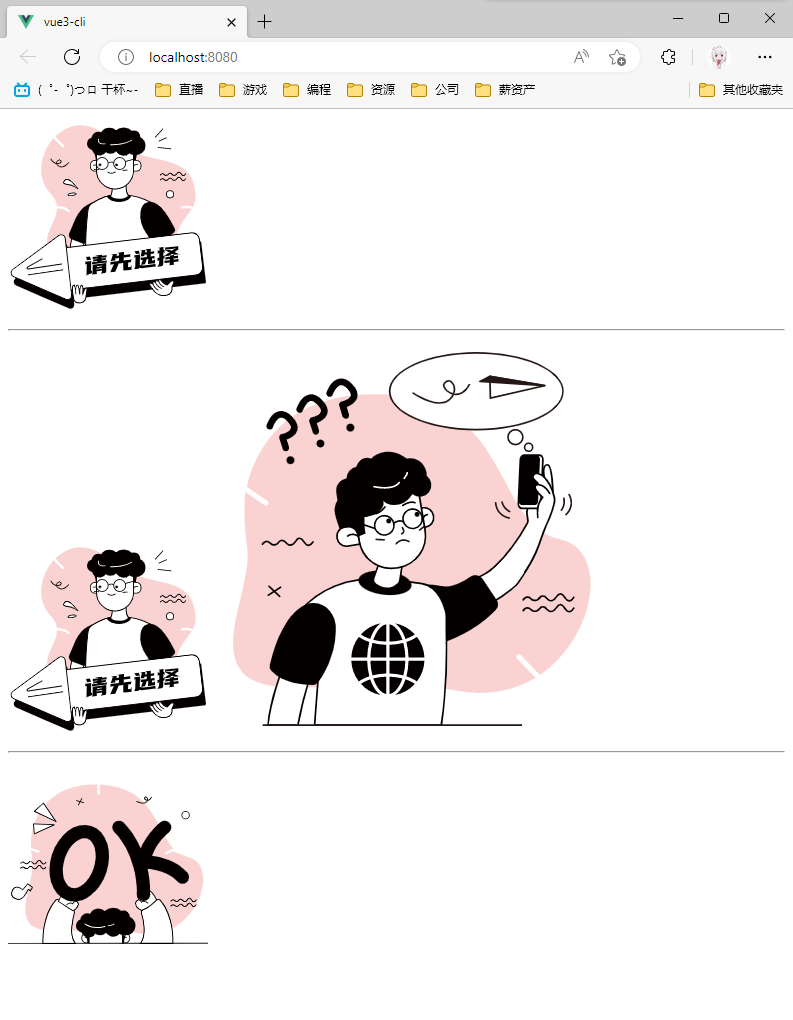 vue3-cli
localhost:8080
( ゜- ゜)つロ 干杯~-
直播
游戏
编程
资源
公司
薪资产
其他收藏夹
请先选择
???
请先选择
OK